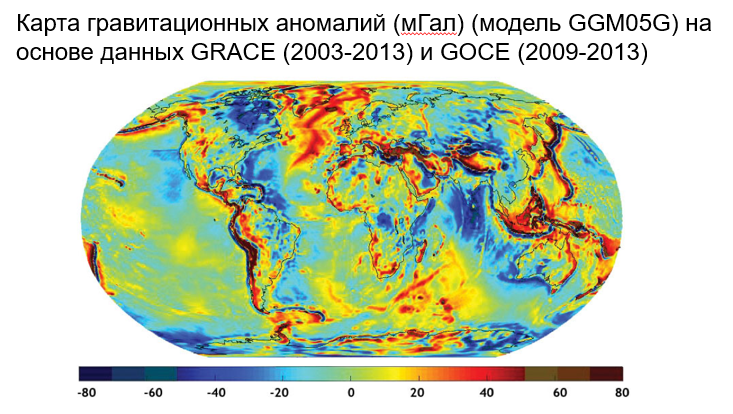 Карта гравитационных аномалий (мГал) (модель GGM05G) на
основе данных GRACE (2003-2013) и GOCE (2009-2013)
-80 -60 -40 -20 0 20 40 60 80